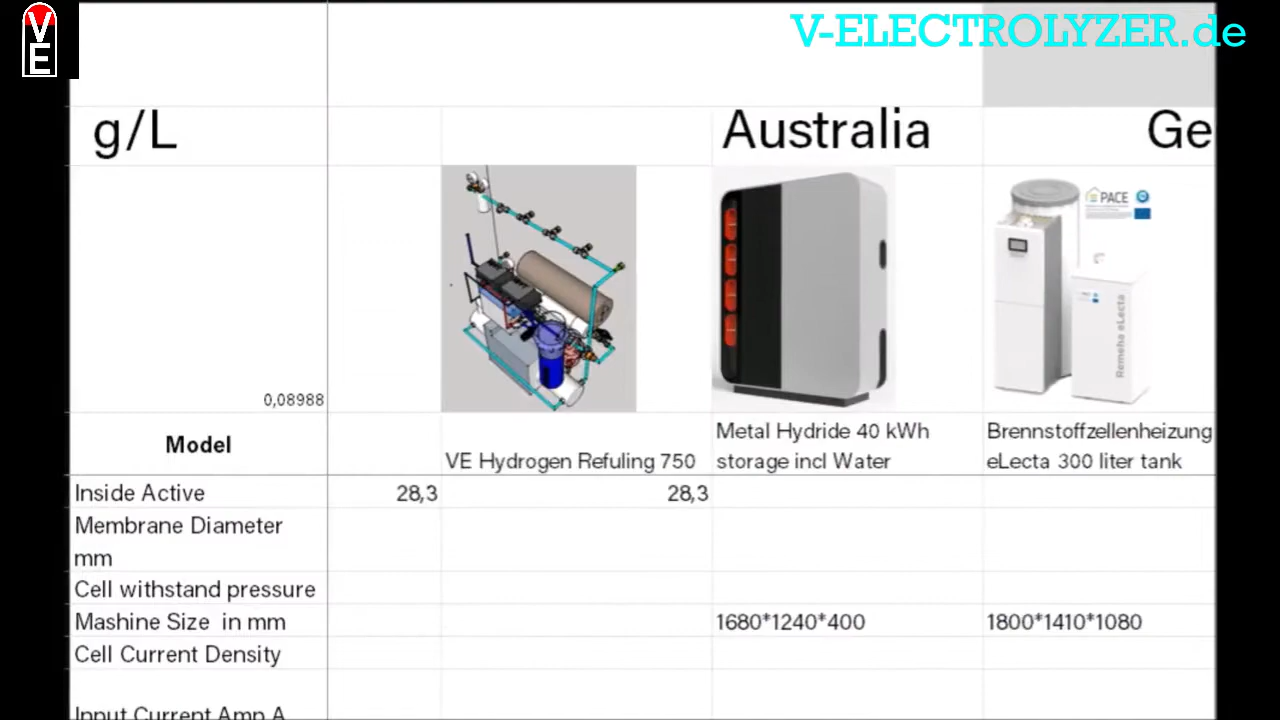 V
E
V-ELECTROLYZER.de
g/L
Australia
Ge
PACE
Remeha eLecta
0,08988
Model
VE Hydrogen Refuling 750
Metal Hydride 40 kWh
storage incl Water
Brennstoffzellenheizung
eLecta 300 liter tank
Inside Active
28,3
28,3
Membrane Diameter
mm
Cell withstand pressure
Mashine Size in mm
1680*1240*400
1800*1410*1080
Cell Current Density
Input Current Amp A